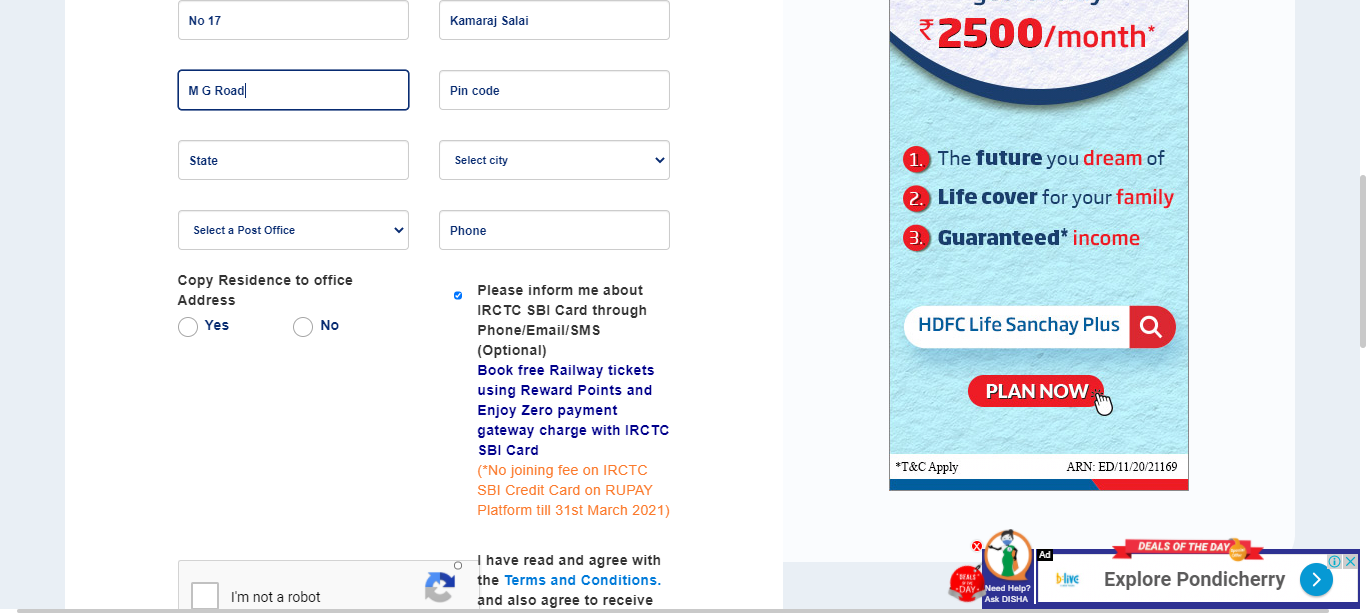 No 17
Kamaraj Salai
M G Road
Pin code
State
Select city
Select a Post Office
Phone
Copy Residence to office
Address
Yes
No
Please inform me about
IRCTC SBI Card through
Phone/Email/SMS
(Optional)
Book free Railway tickets
using Reward Points and
Enjoy Zero payment
gateway charge with IRCTC
SBI Card
(*No joining fee on IRCTC
SBI Credit Card on RUPAY
Platform till 31st March 2021)
I have read and agree with
the Terms and Conditions.
and also agree to receive
I'm not a robot
₹2500/month*
1. The future you dream of
2. Life cover for your family
3. Guaranteed* income
HDFC Life Sanchay Plus
PLAN NOW
*T&C Apply
ARN: ED/11/20/21169
DEALS OF THE DAY
Need Help?
Ask DISHA
Ad
DEALS OF THE DAY
b-live
Explore Pondicherry